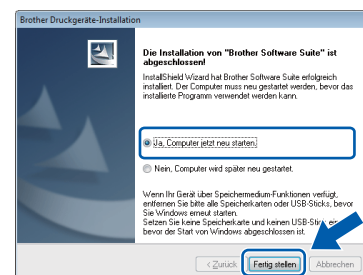 Brother Druckgeräte-Installation
Die Installation von "Brother Software Suite" ist
abgeschlossen!
InstallShield Wizard hat Brother Software Suite erfolgreich
installiert. Der Computer muss neu gestartet werden, bevor das
installierte Programm verwendet werden kann.
Ja, Computer jetzt neu starten.
Nein, Computer wird später neu gestartet.
Wenn Ihr Gerät über Speichermedium-Funktionen verfügt,
entfernen Sie bitte alle Speicherkarten oder USB-Sticks, bevor
Sie Windows erneut starten.
Setzen Sie keine Speicherkarte und keinen USB-Stick
bevor der Start von Windows abgeschlossen ist.
< Zurück
Fertig stellen
Abbrechen